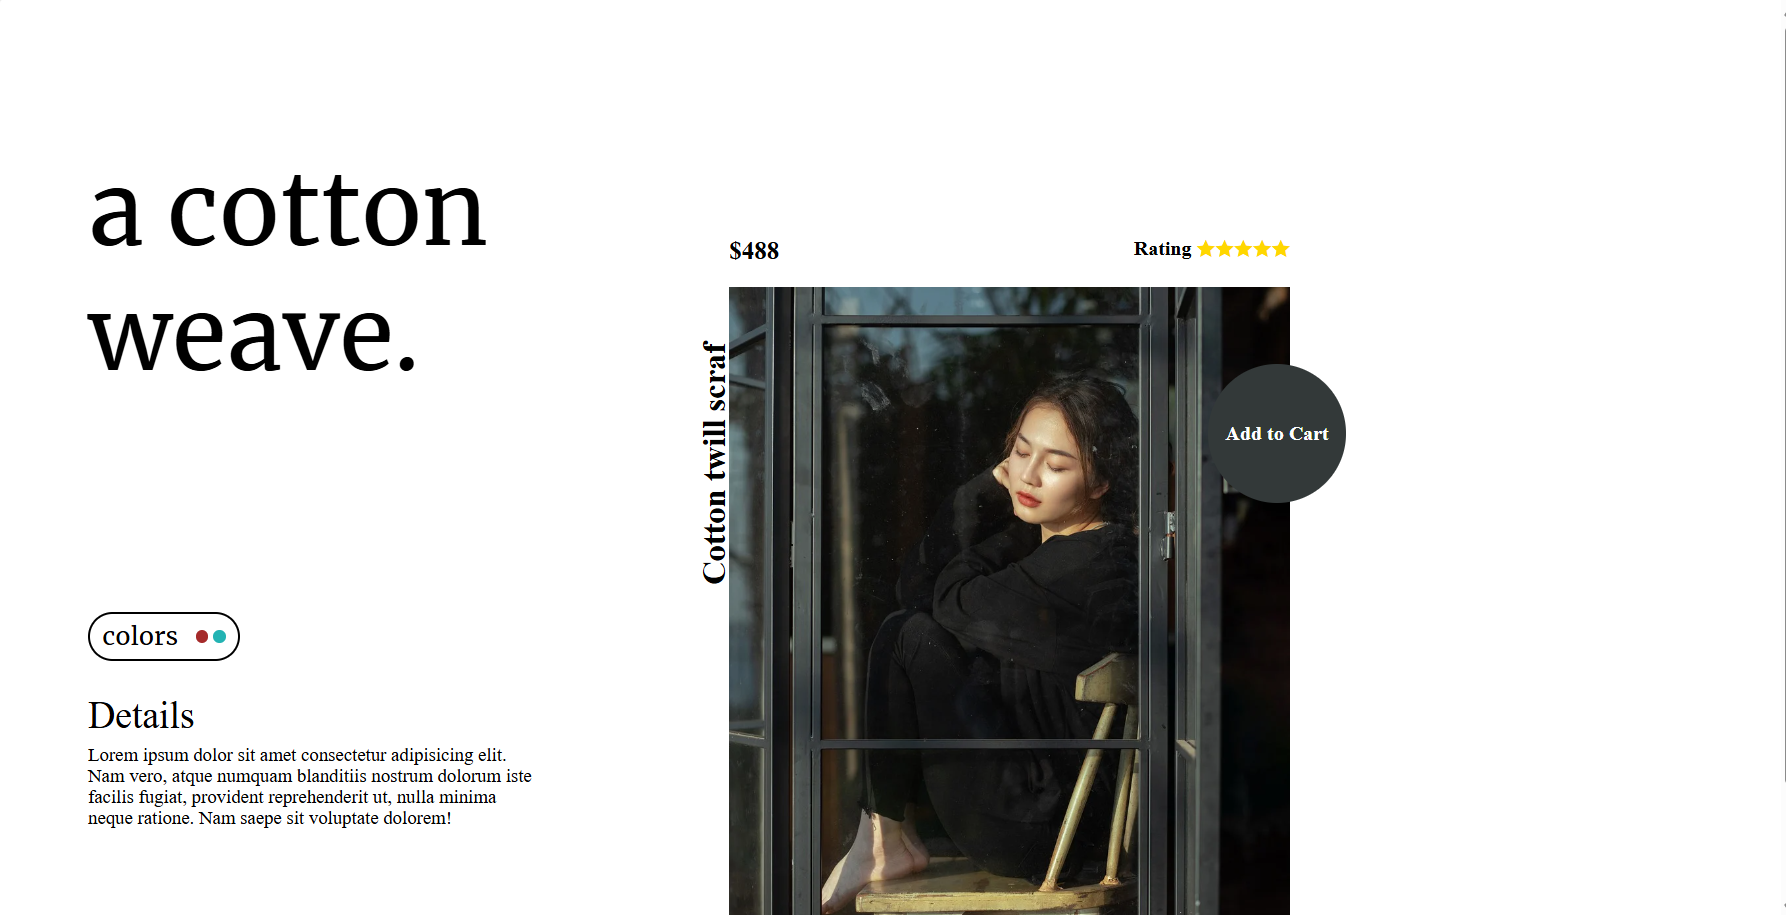 a cotton
weave.
$488
Rating ★★★★★
Cotton twill scraf
Add to Cart
colors
Details
Lorem ipsum dolor sit amet consectetur adipisicing elit.
Nam vero, atque numquam blanditiis nostrum dolorum iste
facilis fugiat, provident reprehenderit ut, nulla minima
neque ratione. Nam saepe sit voluptate dolorem!